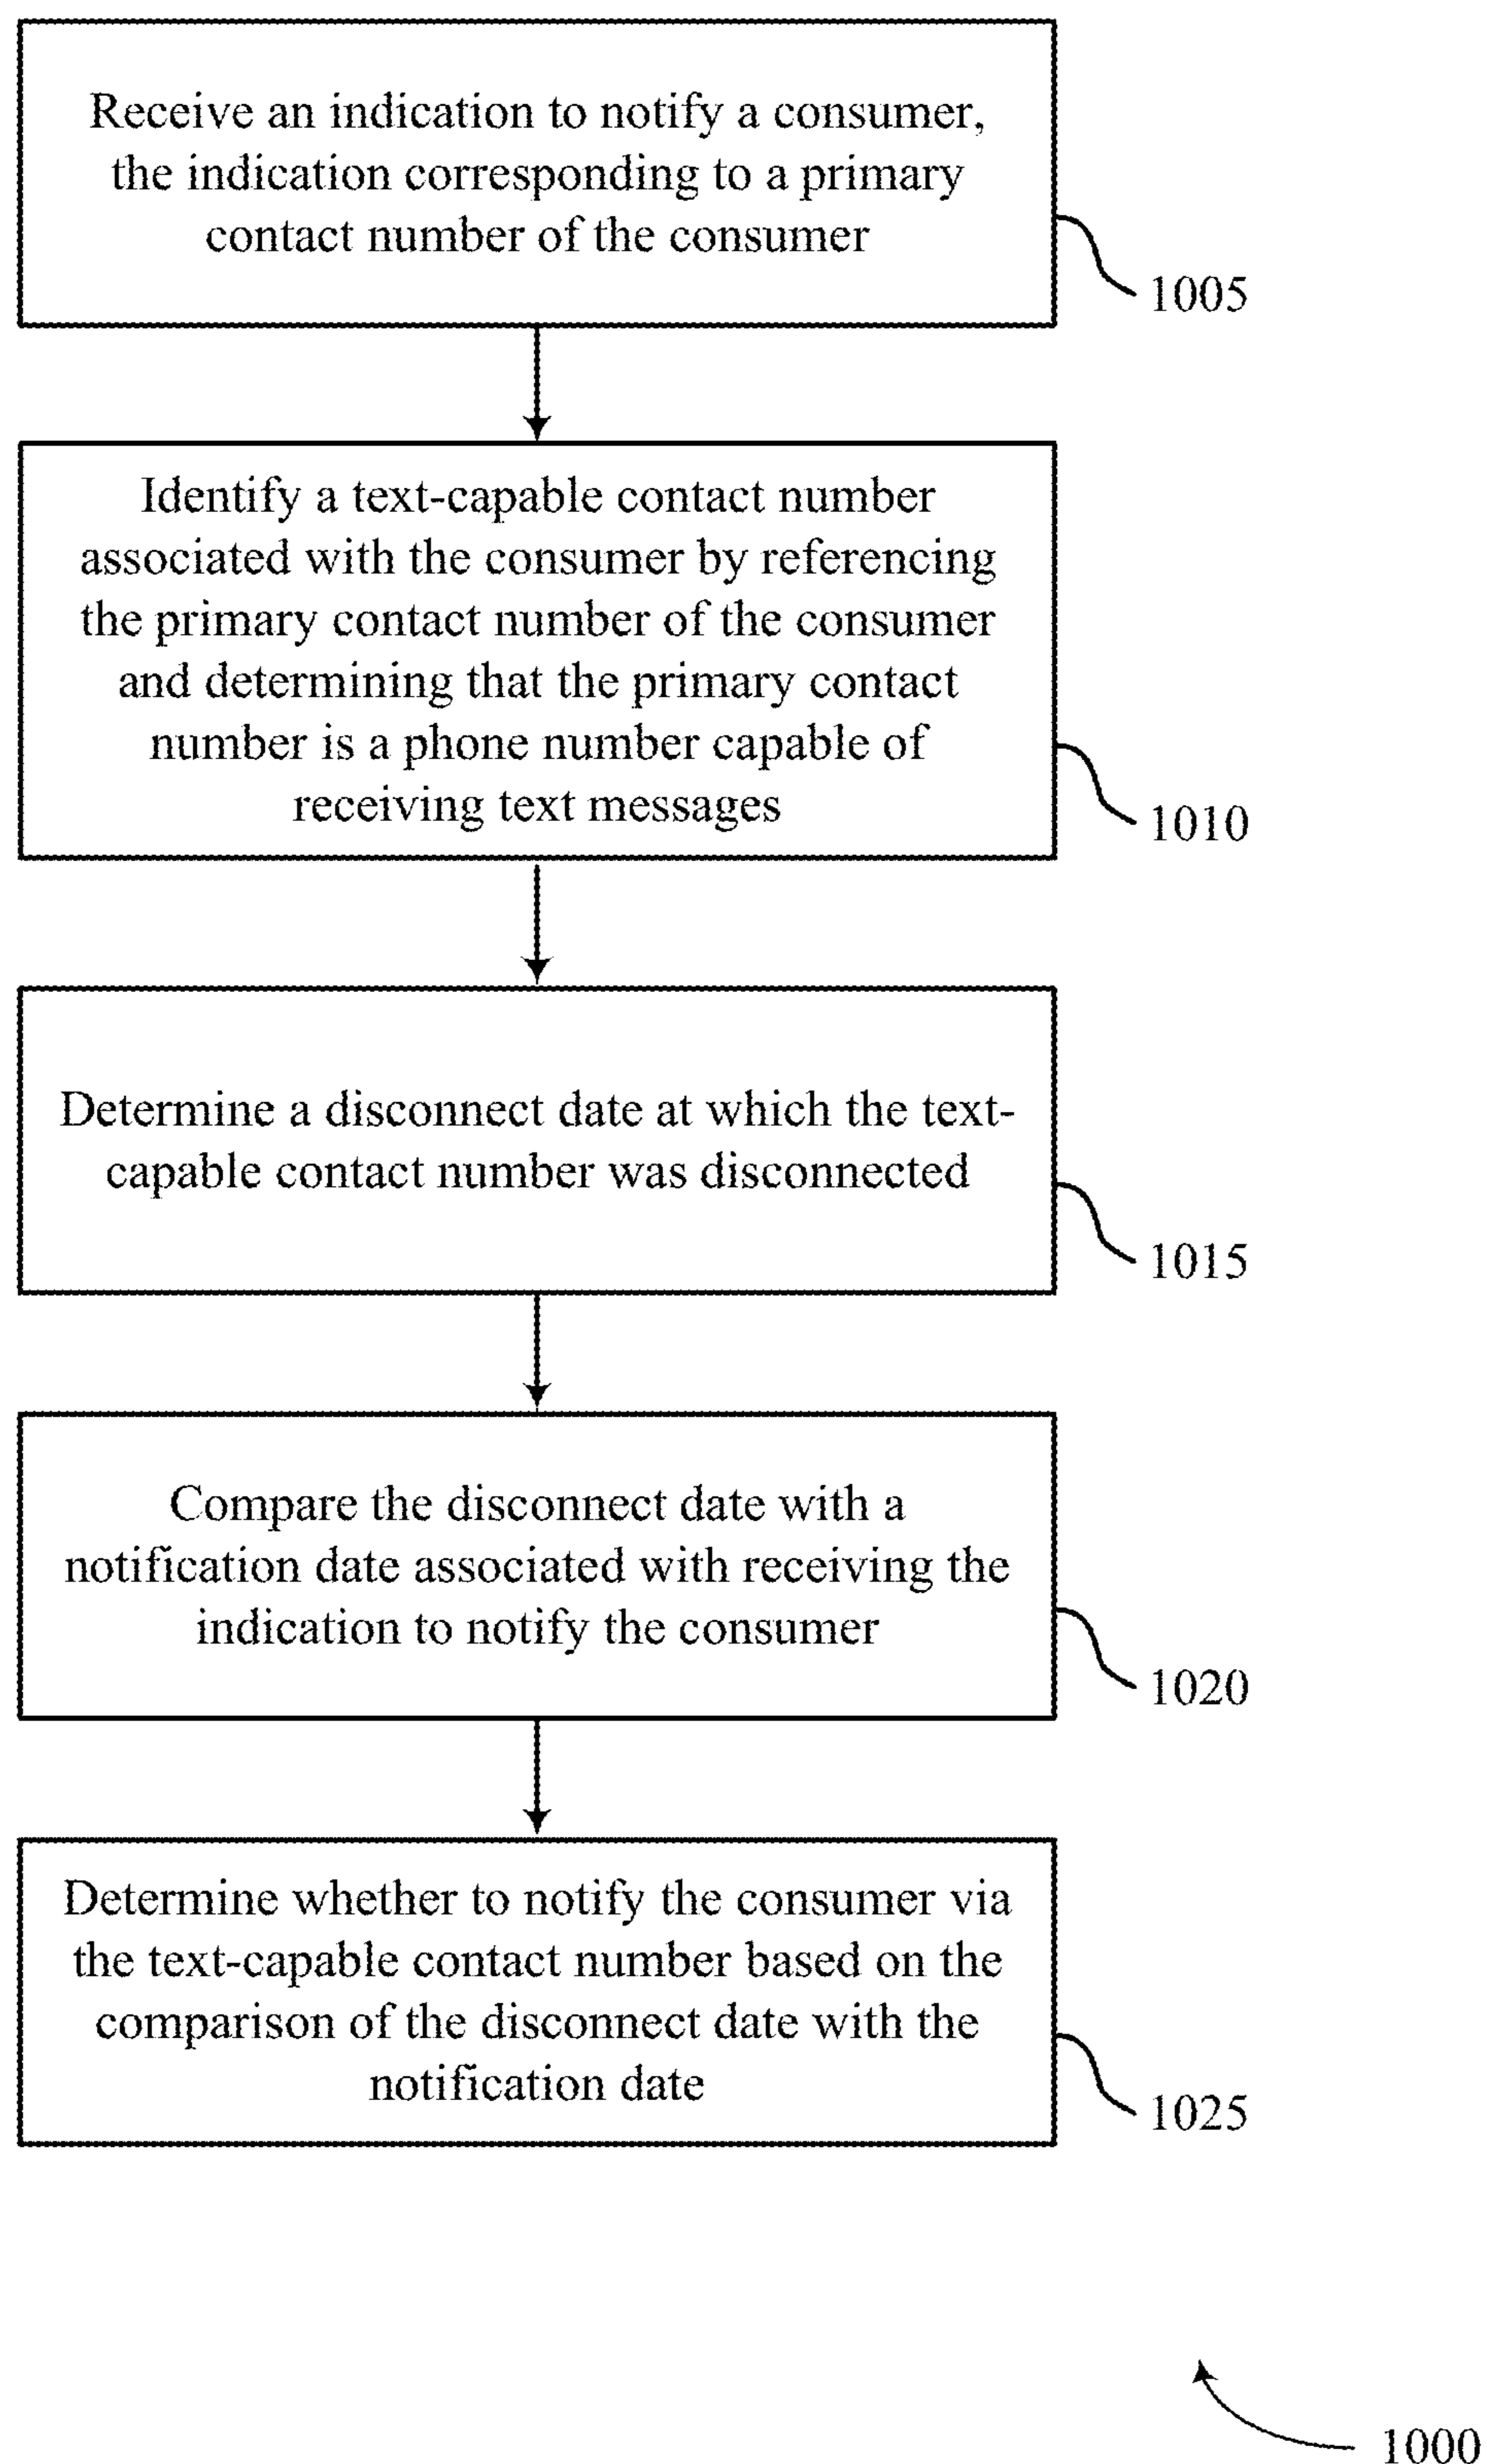 Receive an indication to notify a consumer,
the indication corresponding to a primary
contact number of the consumer
1005
Identify a text-capable contact number
associated with the consumer by referencing
the primary contact number of the consumer
and determining that the primary contact
number is a phone number capable of
receiving text messages
1010
Determine a disconnect date at which the text-
capable contact number was disconnected
1015
Compare the disconnect date with a
notification date associated with receiving the
indication to notify the consumer
1020
Determine whether to notify the consumer via
the text-capable contact number based on the
comparison of the disconnect date with the
notification date
1025
1000